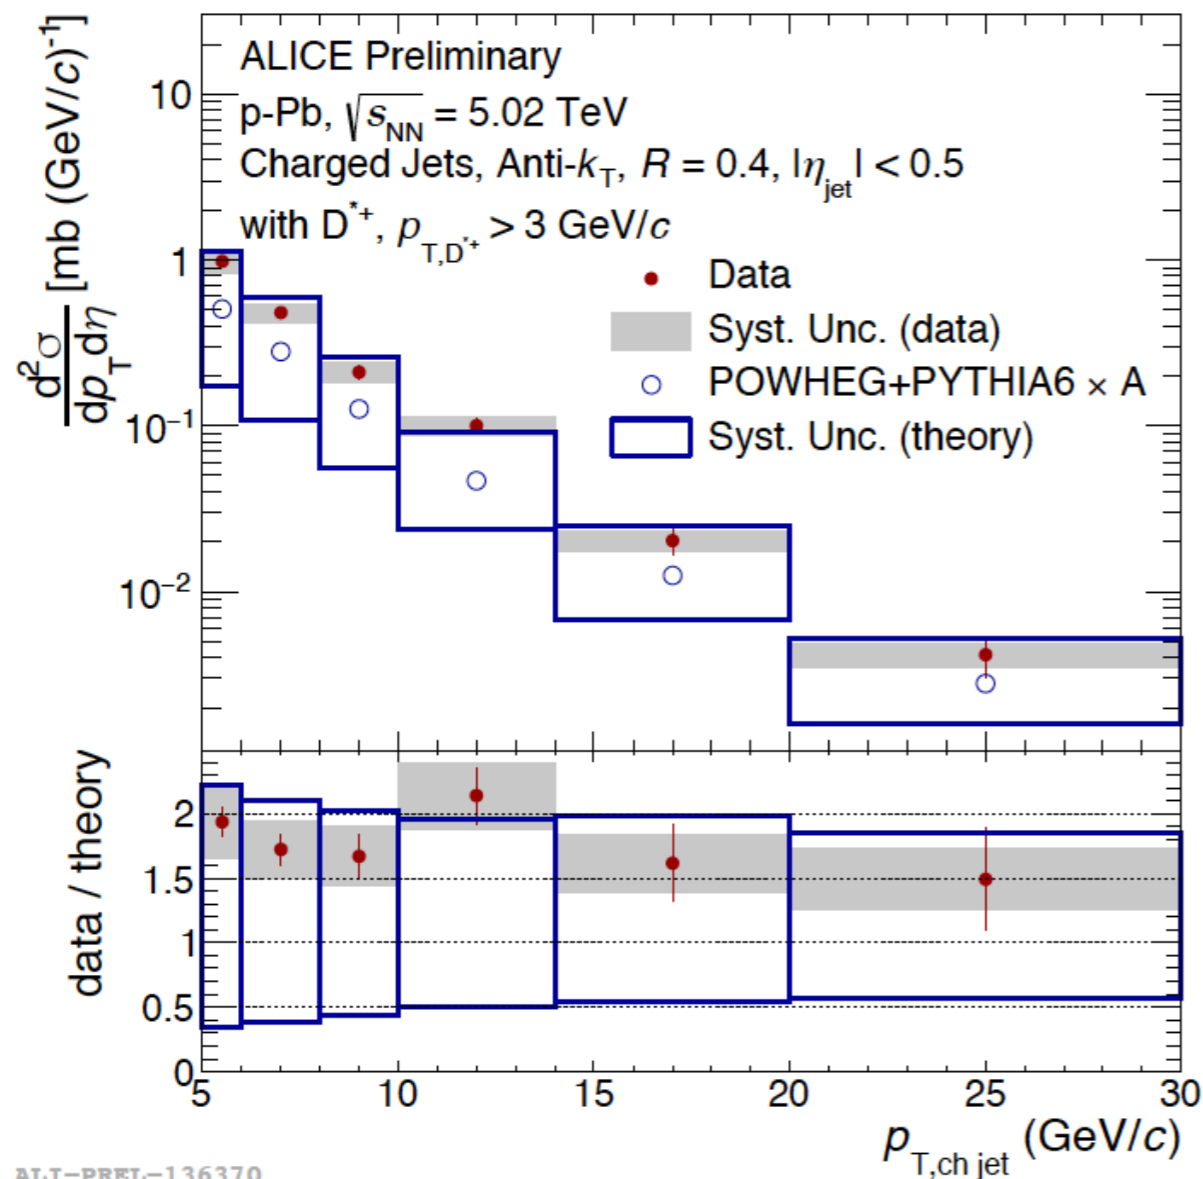 ALICE Preliminary
p-Pb, √s_NN = 5.02 TeV
Charged Jets, Anti-k_T, R = 0.4, |η_jet| < 0.5
with D*+, p_T,D*+ > 3 GeV/c
Data
Syst. Unc. (data)
POWHEG+PYTHIA6 × A
Syst. Unc. (theory)
d²σ/dp_T dη [mb (GeV/c)⁻¹]
10
1
10⁻¹
10⁻²
data / theory
2
1.5
1
0.5
0
5 10 15 20 25 30
p_T,ch jet (GeV/c)
ALI-PREL-136370